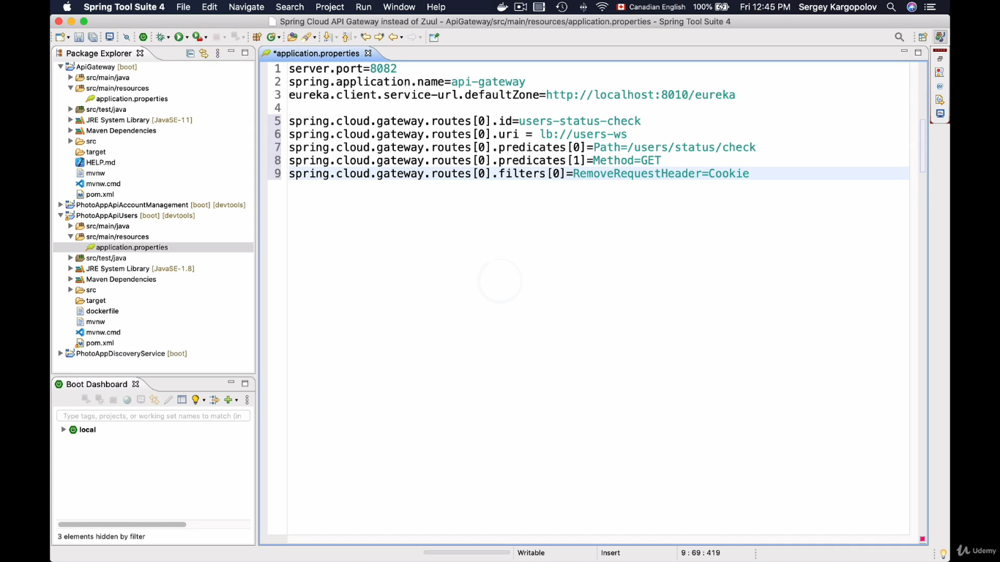 Spring Tool Suite 4 File Edit Navigate Search Project Run Window Help 100% Canadian English Fri 12:45 PM Sergey Kargopolov
Spring Cloud API Gateway instead of Zuul - ApiGateway/src/main/resources/application.properties - Spring Tool Suite 4
Package Explorer
ApiGateway [boot]
src/main/java
src/main/resources
application.properties
src/test/java
JRE System Library [JavaSE-11]
Maven Dependencies
src
target
HELP.md
mvnw
mvnw.cmd
pom.xml
PhotoAppApiAccountManagement [boot] [devtools]
PhotoAppApiUsers [boot] [devtools]
src/main/java
src/main/resources
application.properties
src/test/java
JRE System Library [JavaSE-1.8]
Maven Dependencies
src
target
dockerfile
mvnw
mvnw.cmd
pom.xml
PhotoAppDiscoveryService [boot]
Boot Dashboard
Type tags, projects, or working set names to match (in
local
3 elements hidden by filter
*application.properties
1 server.port=8082
2 spring.application.name=api-gateway
3 eureka.client.service-url.defaultZone=http://localhost:8010/eureka
4
5 spring.cloud.gateway.routes[0].id=users-status-check
6 spring.cloud.gateway.routes[0].uri = lb://users-ws
7 spring.cloud.gateway.routes[0].predicates[0]=Path=/users/status/check
8 spring.cloud.gateway.routes[0].predicates[1]=Method=GET
9 spring.cloud.gateway.routes[0].filters[0]=RemoveRequestHeader=Cookie
Writable Insert 9 : 69 : 419
Udemy